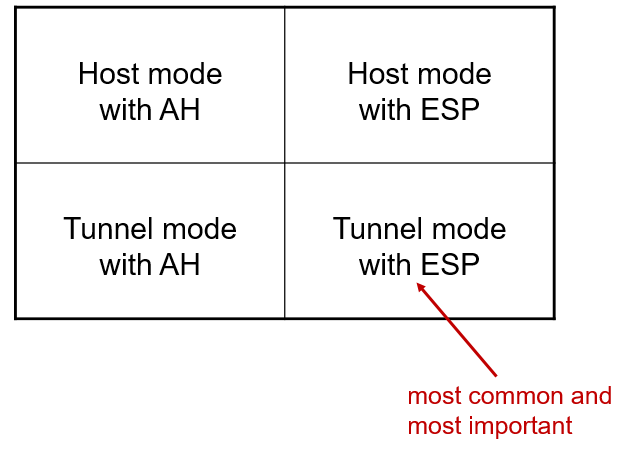 Host mode
with AH
Host mode
with ESP
Tunnel mode
with AH
Tunnel mode
with ESP
most common and
most important